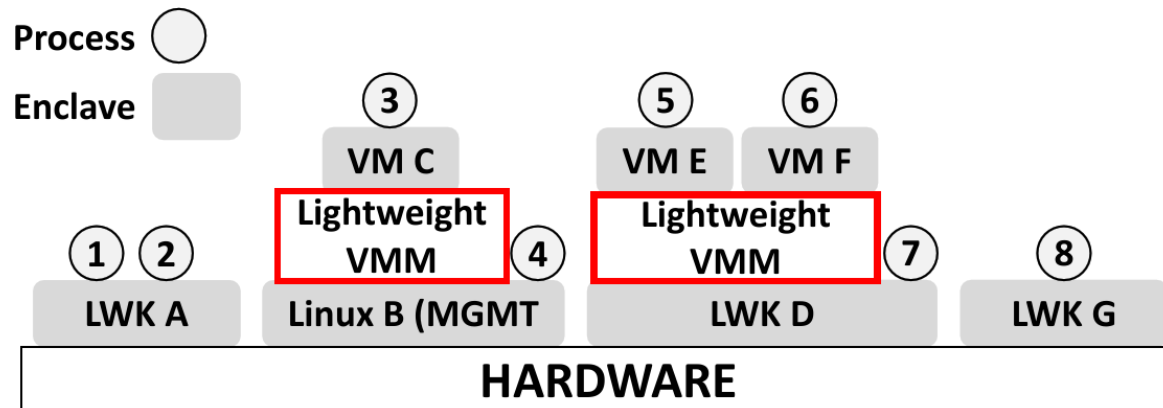 Process
Enclave
3
5
6
VM C
VM E
VM F
Lightweight
VMM
Lightweight
VMM
1
2
4
7
8
LWK A
Linux B (MGMT
LWK D
LWK G
HARDWARE